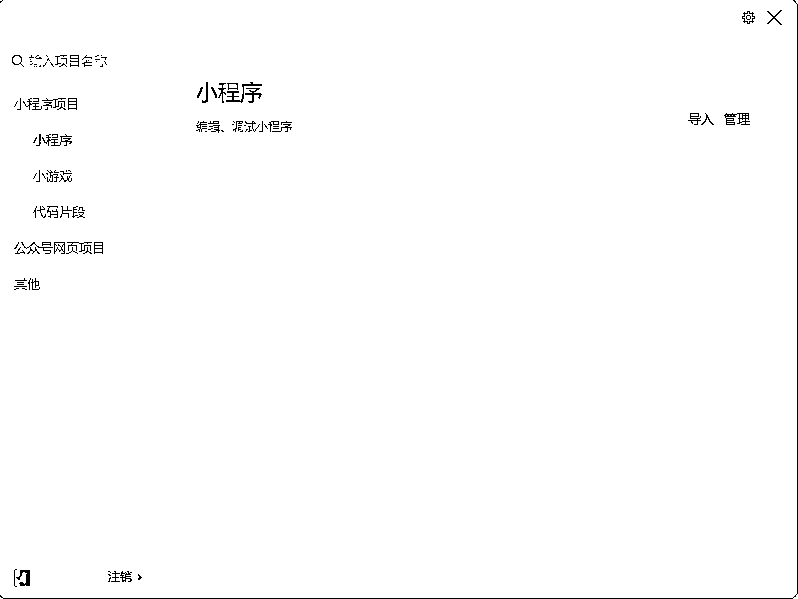 输入项目名称
小程序项目
小程序
小游戏
代码片段
公众号网页项目
其他
小程序
编辑、调试小程序
导入 管理
注销 ›